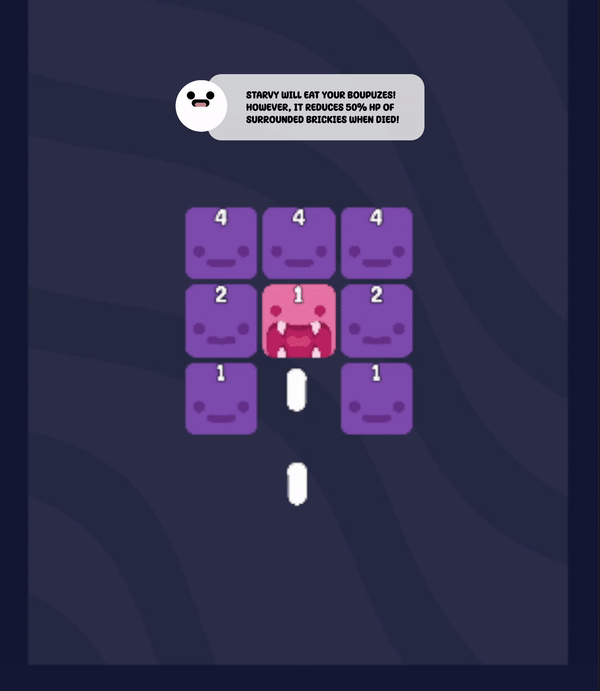 STARVY WILL EAT YOUR BOUPUZES!
HOWEVER, IT REDUCES 50% HP OF
SURROUNDED BRICKIES WHEN DIED!
4 4 4
2 1 2
1 1